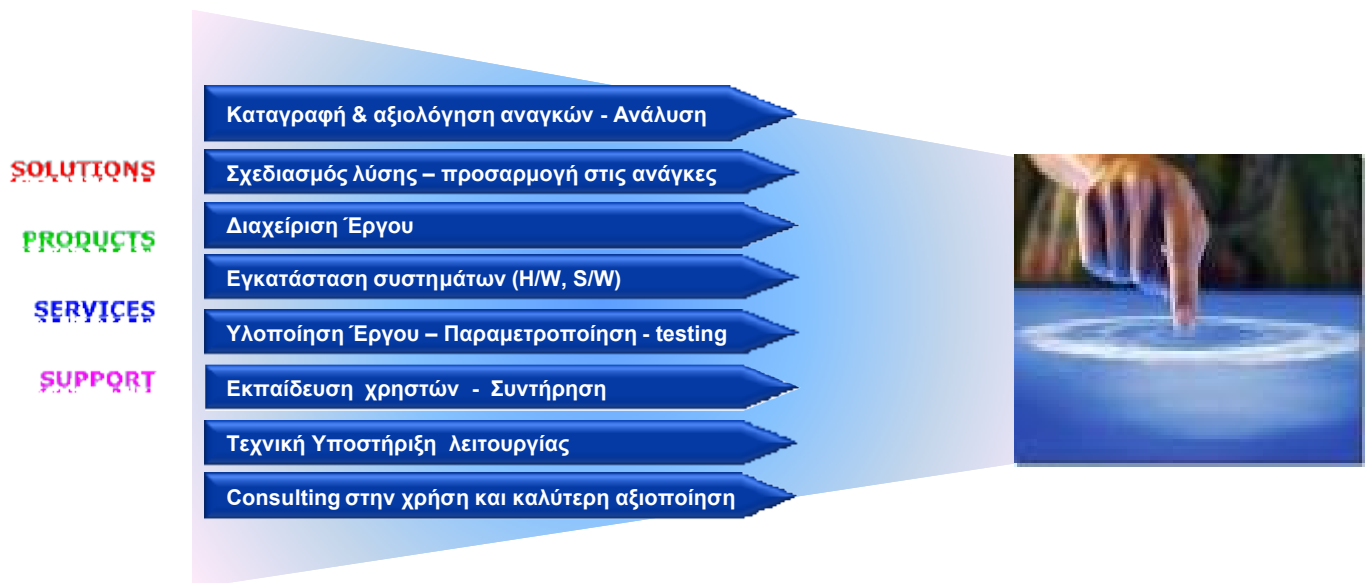 SOLUTIONS
PRODUCTS
SERVICES
SUPPORT
Καταγραφή & αξιολόγηση αναγκών - Ανάλυση
Σχεδιασμός λύσης – προσαρμογή στις ανάγκες
Διαχείριση Έργου
Εγκατάσταση συστημάτων (H/W, S/W)
Υλοποίηση Έργου – Παραμετροποίηση - testing
Εκπαίδευση χρηστών - Συντήρηση
Τεχνική Υποστήριξη λειτουργίας
Consulting στην χρήση και καλύτερη αξιοποίηση